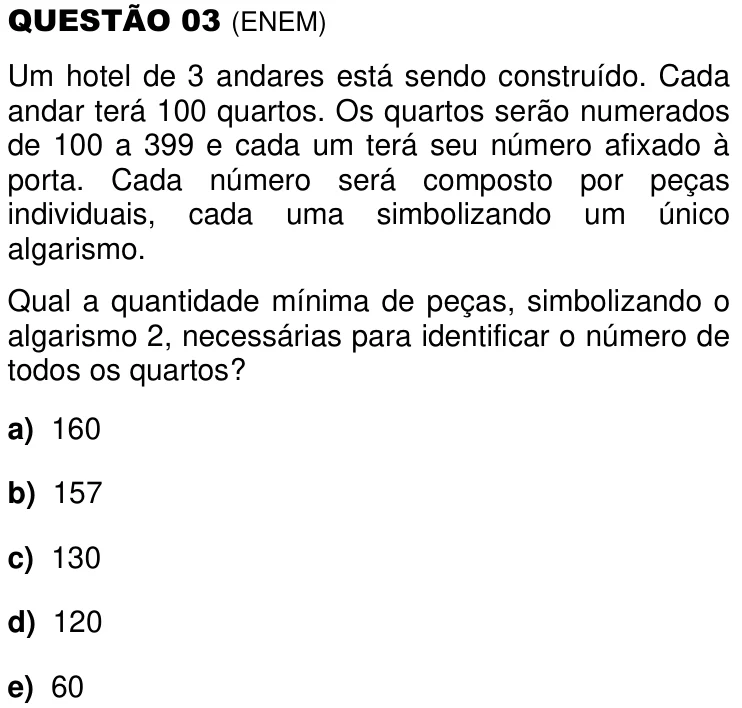 QUESTÃO 03 (ENEM)
Um hotel de 3 andares está sendo construído. Cada
andar terá 100 quartos. Os quartos serão numerados
de 100 a 399 e cada um terá seu número afixado à
porta. Cada número será composto por peças
individuais, cada uma simbolizando um único
algarismo.
Qual a quantidade mínima de peças, simbolizando o
algarismo 2, necessárias para identificar o número de
todos os quartos?
a) 160
b) 157
c) 130
d) 120
e) 60